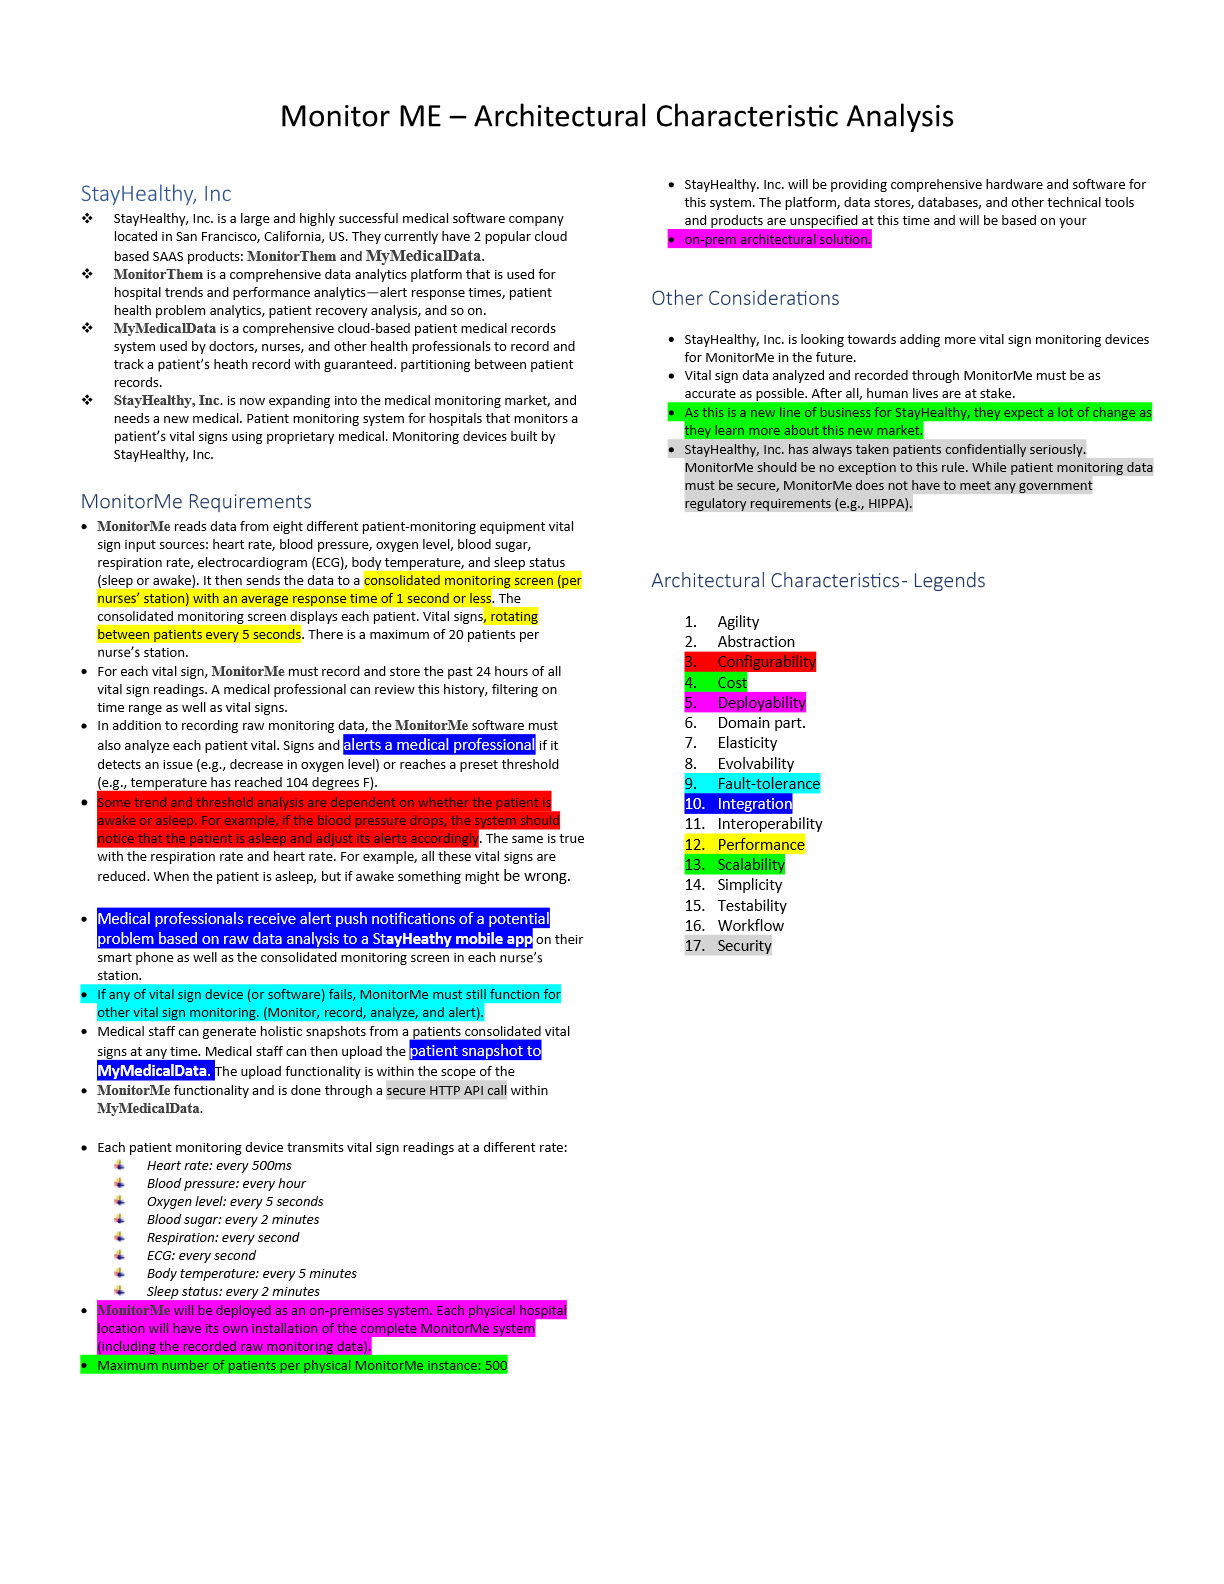 Monitor ME – Architectural Characteristic Analysis
StayHealthy, Inc
❖ StayHealthy, Inc. is a large and highly successful medical software company
located in San Francisco, California, US. They currently have 2 popular cloud
based SAAS products: MonitorThem and MyMedicalData.
❖ MonitorThem is a comprehensive data analytics platform that is used for
hospital trends and performance analytics—alert response times, patient
health problem analytics, patient recovery analysis, and so on.
❖ MyMedicalData is a comprehensive cloud-based patient medical records
system used by doctors, nurses, and other health professionals to record and
track a patient’s heath record with guaranteed. partitioning between patient
records.
❖ StayHealthy, Inc. is now expanding into the medical monitoring market, and
needs a new medical. Patient monitoring system for hospitals that monitors a
patient’s vital signs using proprietary medical. Monitoring devices built by
StayHealthy, Inc.
MonitorMe Requirements
• MonitorMe reads data from eight different patient-monitoring equipment vital
sign input sources: heart rate, blood pressure, oxygen level, blood sugar,
respiration rate, electrocardiogram (ECG), body temperature, and sleep status
(sleep or awake). It then sends the data to a consolidated monitoring screen (per
nurses’ station) with an average response time of 1 second or less. The
consolidated monitoring screen displays each patient. Vital signs, rotating
between patients every 5 seconds. There is a maximum of 20 patients per
nurse’s station.
• For each vital sign, MonitorMe must record and store the past 24 hours of all
vital sign readings. A medical professional can review this history, filtering on
time range as well as vital signs.
• In addition to recording raw monitoring data, the MonitorMe software must
also analyze each patient vital. Signs and alerts a medical professional if it
detects an issue (e.g., decrease in oxygen level) or reaches a preset threshold
(e.g., temperature has reached 104 degrees F).
• Some trend and threshold analysis are dependent on whether the patient is
awake or asleep. For example, if the blood pressure drops, the system should
notice that the patient is asleep and adjust its alerts accordingly. The same is true
with the respiration rate and heart rate. For example, all these vital signs are
reduced. When the patient is asleep, but if awake something might be wrong.
• Medical professionals receive alert push notifications of a potential
problem based on raw data analysis to a StayHeathy mobile app on their
smart phone as well as the consolidated monitoring screen in each nurse’s
station.
• If any of vital sign device (or software) fails, MonitorMe must still function for
other vital sign monitoring. (Monitor, record, analyze, and alert).
• Medical staff can generate holistic snapshots from a patients consolidated vital
signs at any time. Medical staff can then upload the patient snapshot to
MyMedicalData. The upload functionality is within the scope of the
• MonitorMe functionality and is done through a secure HTTP API call within
MyMedicalData.
• Each patient monitoring device transmits vital sign readings at a different rate:
Heart rate: every 500ms
Blood pressure: every hour
Oxygen level: every 5 seconds
Blood sugar: every 2 minutes
Respiration: every second
ECG: every second
Body temperature: every 5 minutes
Sleep status: every 2 minutes
• MonitorMe will be deployed as an on-premises system. Each physical hospital
location will have its own installation of the complete MonitorMe system
(including the recorded raw monitoring data).
• Maximum number of patients per physical MonitorMe instance: 500
• StayHealthy. Inc. will be providing comprehensive hardware and software for
this system. The platform, data stores, databases, and other technical tools
and products are unspecified at this time and will be based on your
• on-prem architectural solution.
Other Considerations
• StayHealthy, Inc. is looking towards adding more vital sign monitoring devices
for MonitorMe in the future.
• Vital sign data analyzed and recorded through MonitorMe must be as
accurate as possible. After all, human lives are at stake.
• As this is a new line of business for StayHealthy, they expect a lot of change as
they learn more about this new market.
• StayHealthy, Inc. has always taken patients confidentially seriously.
MonitorMe should be no exception to this rule. While patient monitoring data
must be secure, MonitorMe does not have to meet any government
regulatory requirements (e.g., HIPPA).
Architectural Characteristics- Legends
1. Agility
2. Abstraction
3. Configurability
4. Cost
5. Deployability
6. Domain part.
7. Elasticity
8. Evolvability
9. Fault-tolerance
10. Integration
11. Interoperability
12. Performance
13. Scalability
14. Simplicity
15. Testability
16. Workflow
17. Security